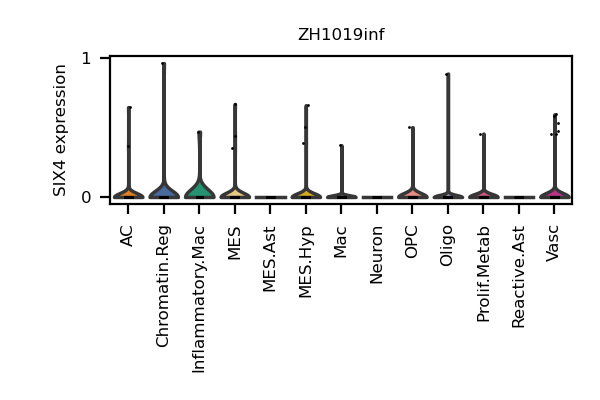 ZH1019inf
SIX4 expression
1
0
AC
Chromatin.Reg
Inflammatory.Mac
MES
MES.Ast
MES.Hyp
Mac
Neuron
OPC
Oligo
Prolif.Metab
Reactive.Ast
Vasc